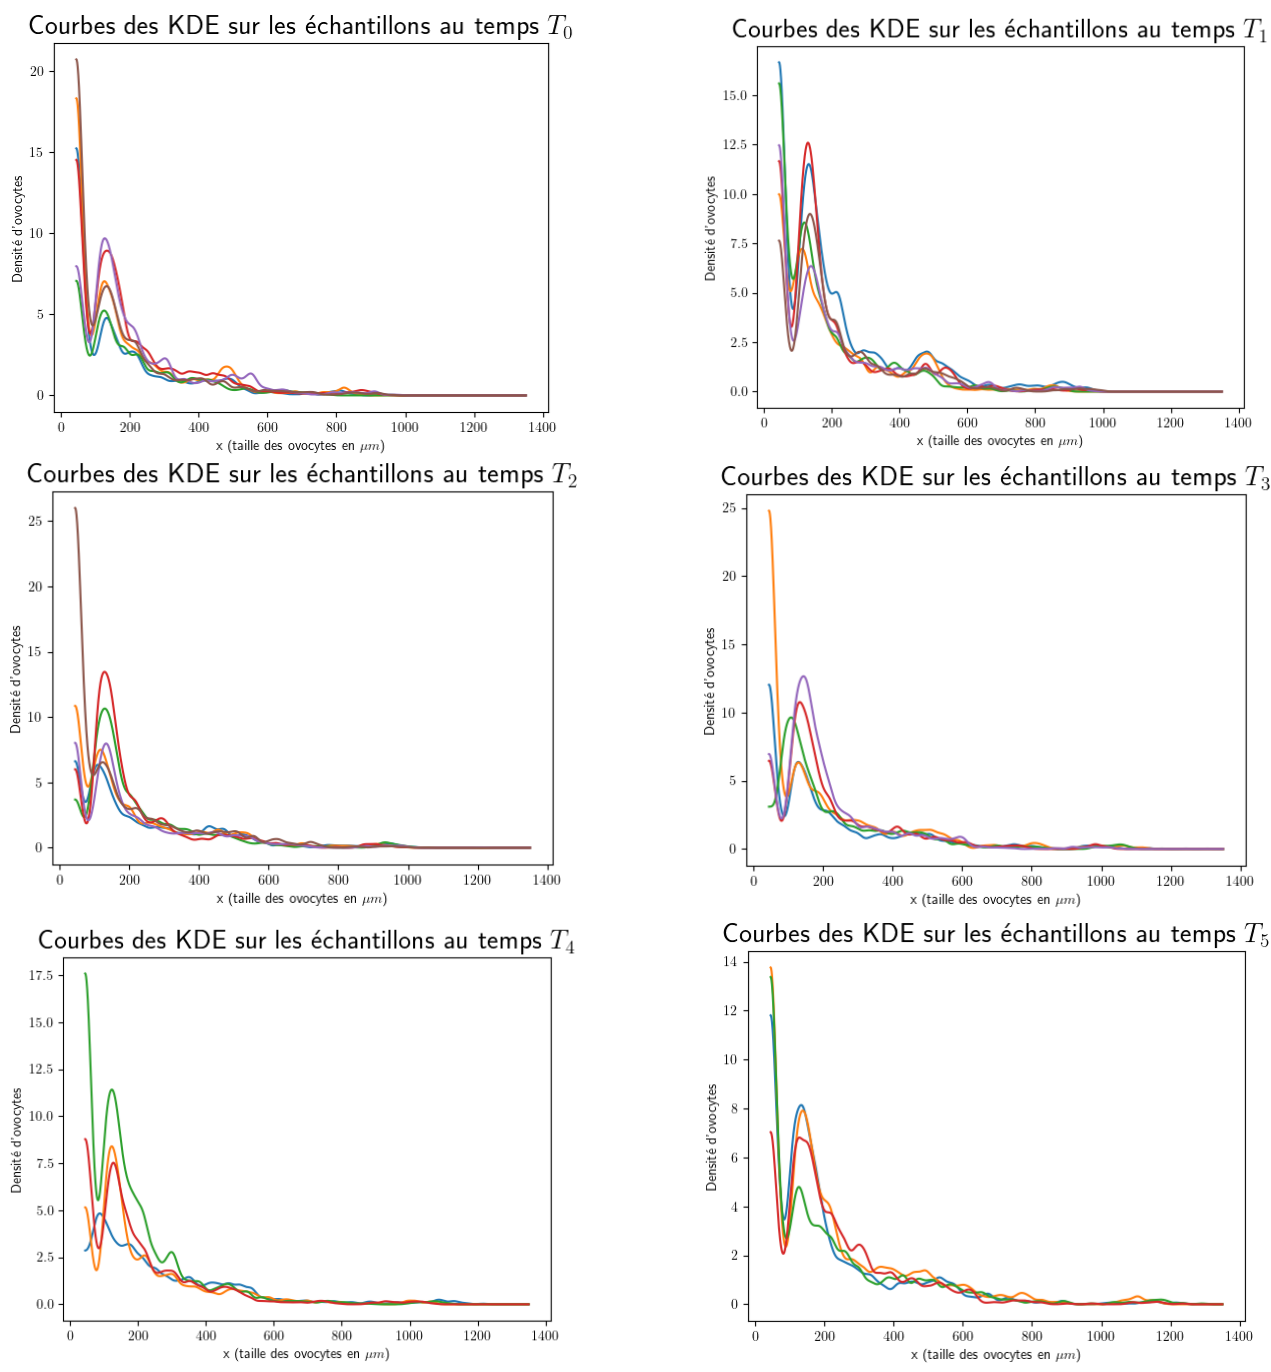 Courbes des KDE sur les échantillons au temps T₀
20
15
10
5
0
Densité d'ovocytes
0 200 400 600 800 1000 1200 1400
x (taille des ovocytes en μm)
Courbes des KDE sur les échantillons au temps T₁
15.0
12.5
10.0
7.5
5.0
2.5
0.0
Densité d'ovocytes
0 200 400 600 800 1000 1200 1400
x (taille des ovocytes en μm)
Courbes des KDE sur les échantillons au temps T₂
25
20
15
10
5
0
Densité d'ovocytes
0 200 400 600 800 1000 1200 1400
x (taille des ovocytes en μm)
Courbes des KDE sur les échantillons au temps T₃
25
20
15
10
5
0
Densité d'ovocytes
0 200 400 600 800 1000 1200 1400
x (taille des ovocytes en μm)
Courbes des KDE sur les échantillons au temps T₄
17.5
15.0
12.5
10.0
7.5
5.0
2.5
0.0
Densité d'ovocytes
0 200 400 600 800 1000 1200 1400
x (taille des ovocytes en μm)
Courbes des KDE sur les échantillons au temps T₅
14
12
10
8
6
4
2
0
Densité d'ovocytes
0 200 400 600 800 1000 1200 1400
x (taille des ovocytes en μm)